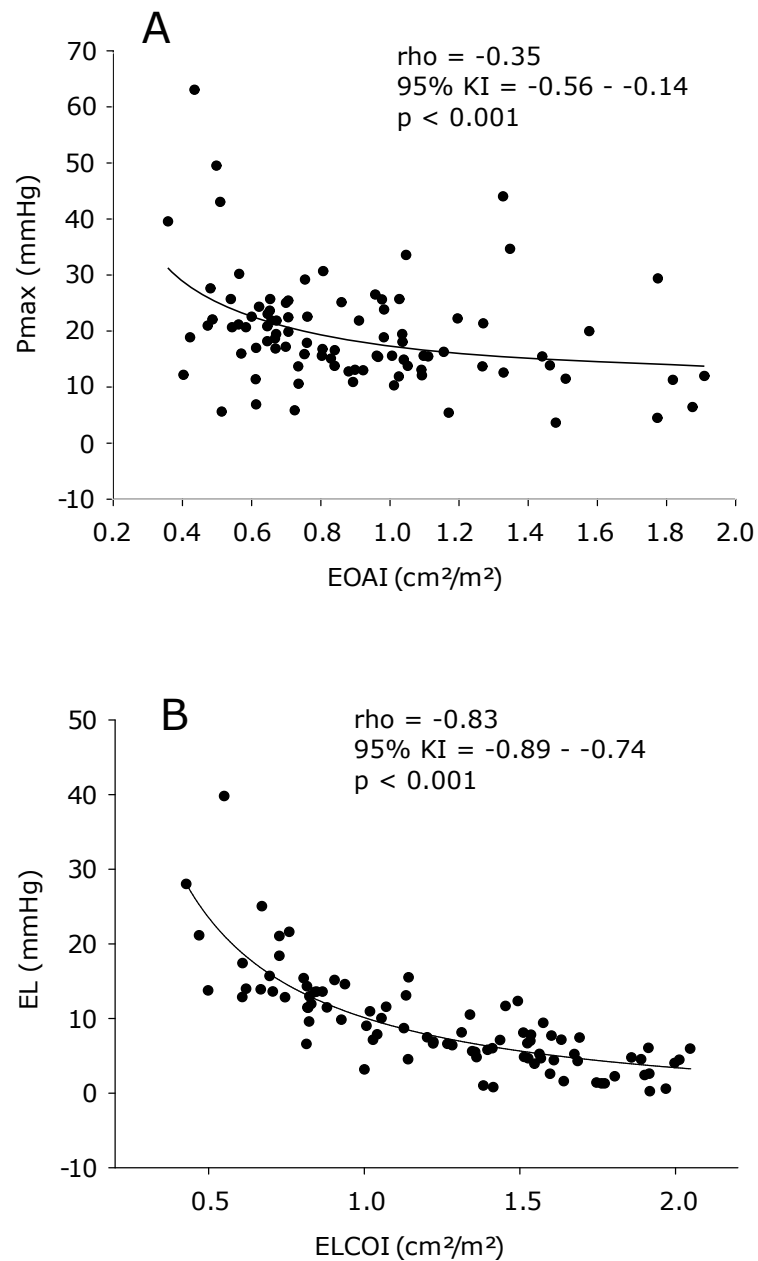 A
rho = -0.35
95% KI = -0.56 - -0.14
p < 0.001
70
60
50
40
30
20
10
0
-10
Pmax (mmHg)
0.2 0.4 0.6 0.8 1.0 1.2 1.4 1.6 1.8 2.0
EOAI (cm²/m²)
B
rho = -0.83
95% KI = -0.89 - -0.74
p < 0.001
50
40
30
20
10
0
-10
EL (mmHg)
0.5 1.0 1.5 2.0
ELCOI (cm²/m²)